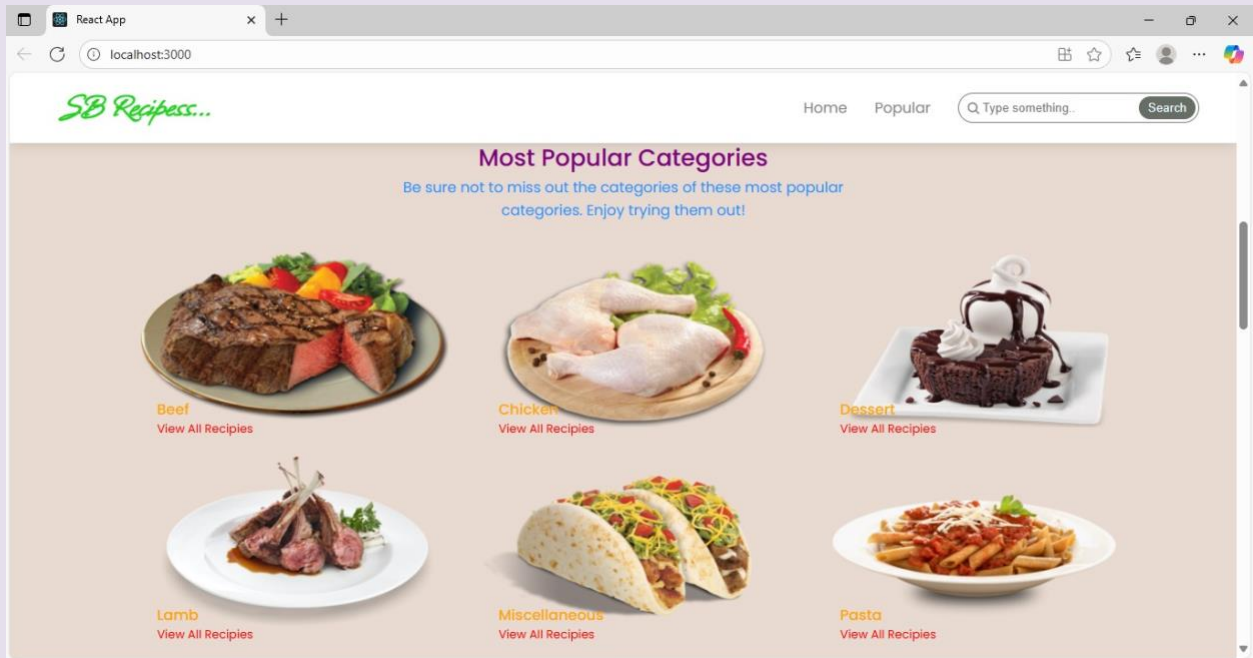 React App
localhost:3000
SB Recipess...
Home Popular Type something.. Search
Most Popular Categories
Be sure not to miss out the categories of these most popular
categories. Enjoy trying them out!
Beef Chicken Dessert
View All Recipies View All Recipies View All Recipies
Lamb Miscellaneous Pasta
View All Recipies View All Recipies View All Recipies